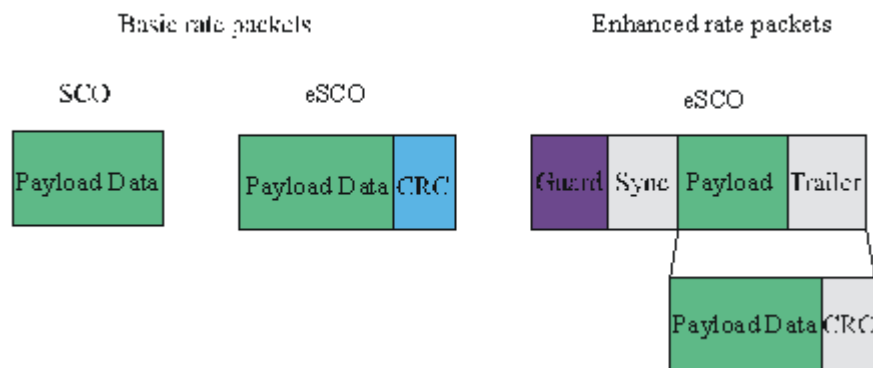 Basic rate packets
Enhanced rate packets
SCO
eSCO
eSCO
Payload Data
Payload Data
CRC
Guard
Sync
Payload
Trailer
Payload Data
CRC